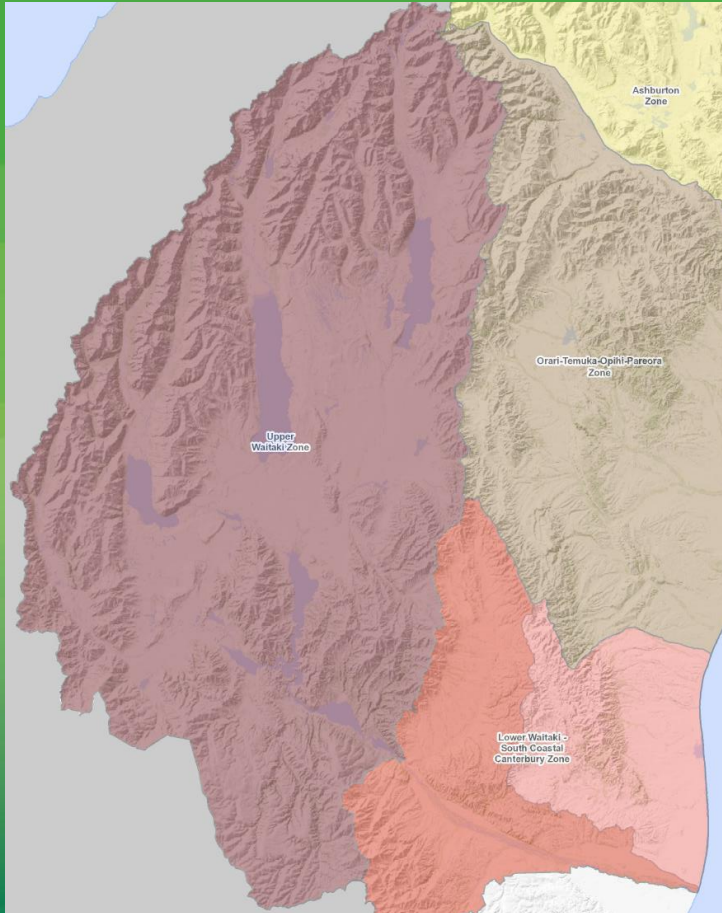 Ashburton
Zone
Orari-Temuka-Opihi-Pareora
Zone
Upper
Waitaki Zone
Lower Waitaki -
South Coastal
Canterbury Zone